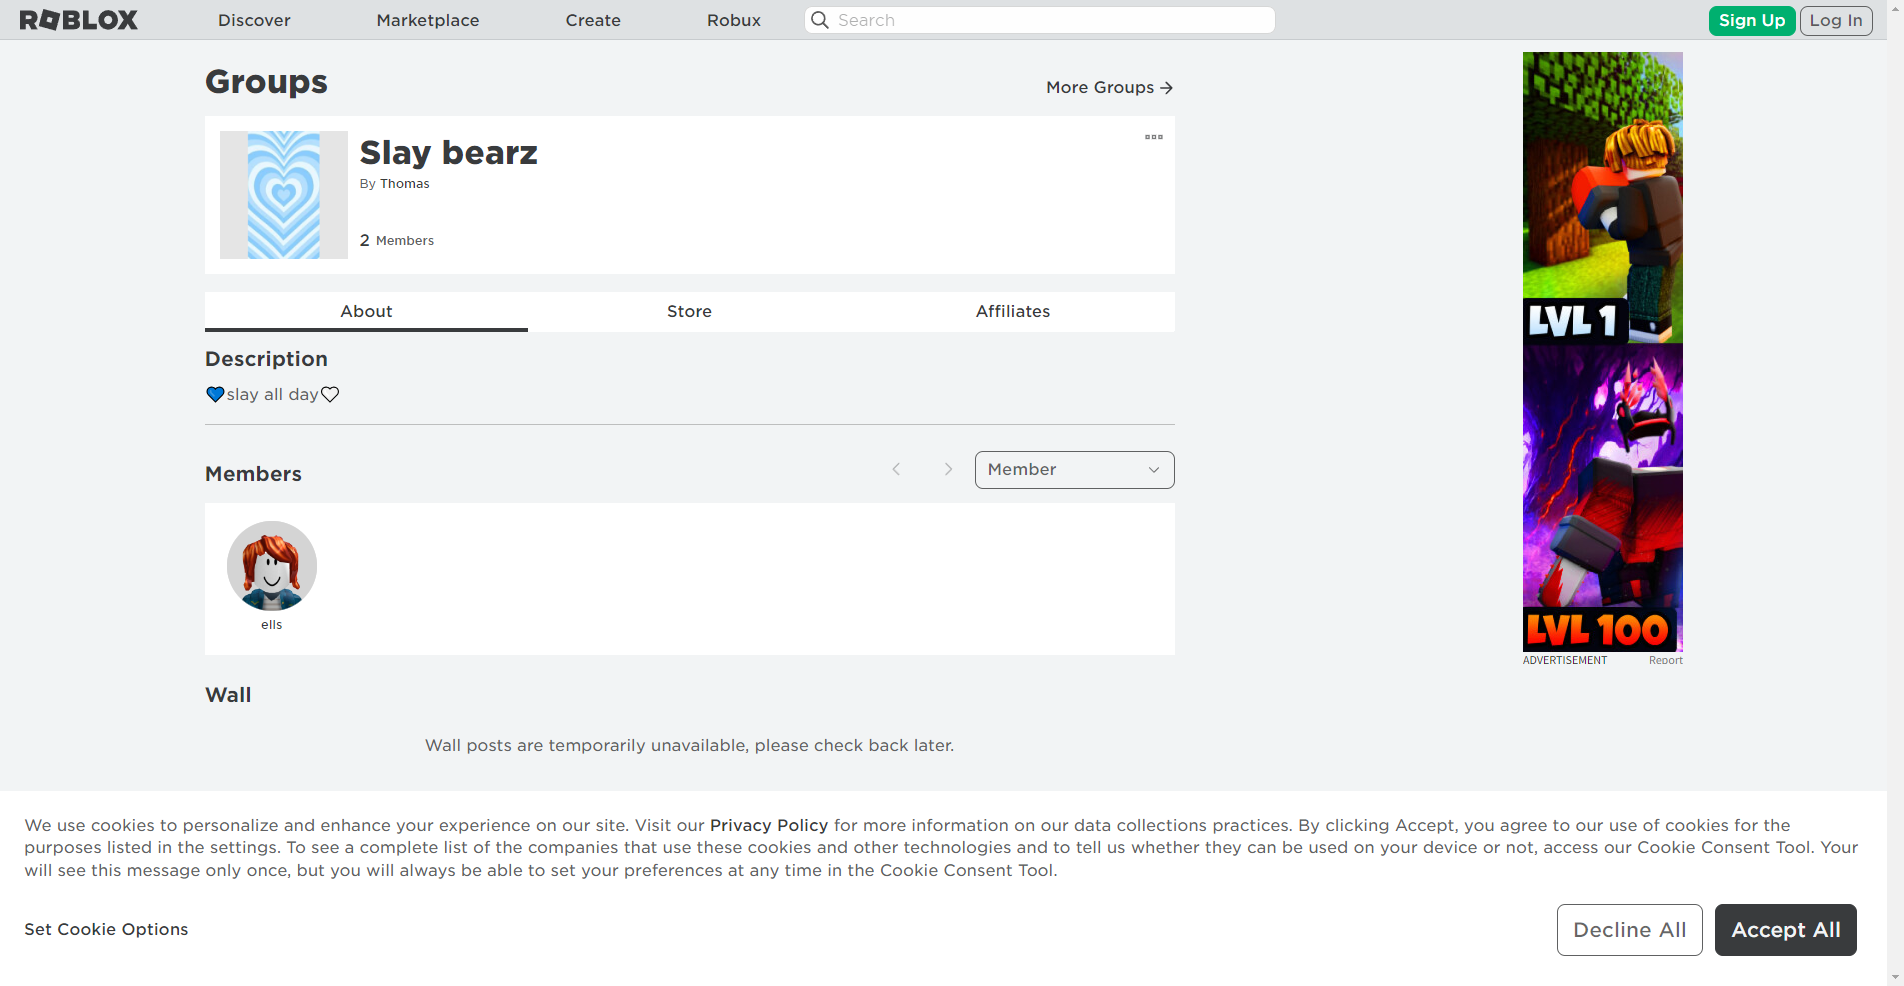 ROBLOX
Discover
Marketplace
Create
Robux
Search
Sign Up
Log In
Groups
More Groups
Slay bearz
By Thomas
2 Members
About
Store
Affiliates
Description
💙slay all day🤍
Members
Member
ells
Wall
Wall posts are temporarily unavailable, please check back later.
LVL 1
LVL 100
ADVERTISEMENT
Report
We use cookies to personalize and enhance your experience on our site. Visit our Privacy Policy for more information on our data collections practices. By clicking Accept, you agree to our use of cookies for the
purposes listed in the settings. To see a complete list of the companies that use these cookies and other technologies and to tell us whether they can be used on your device or not, access our Cookie Consent Tool. Your
will see this message only once, but you will always be able to set your preferences at any time in the Cookie Consent Tool.
Set Cookie Options
Decline All
Accept All